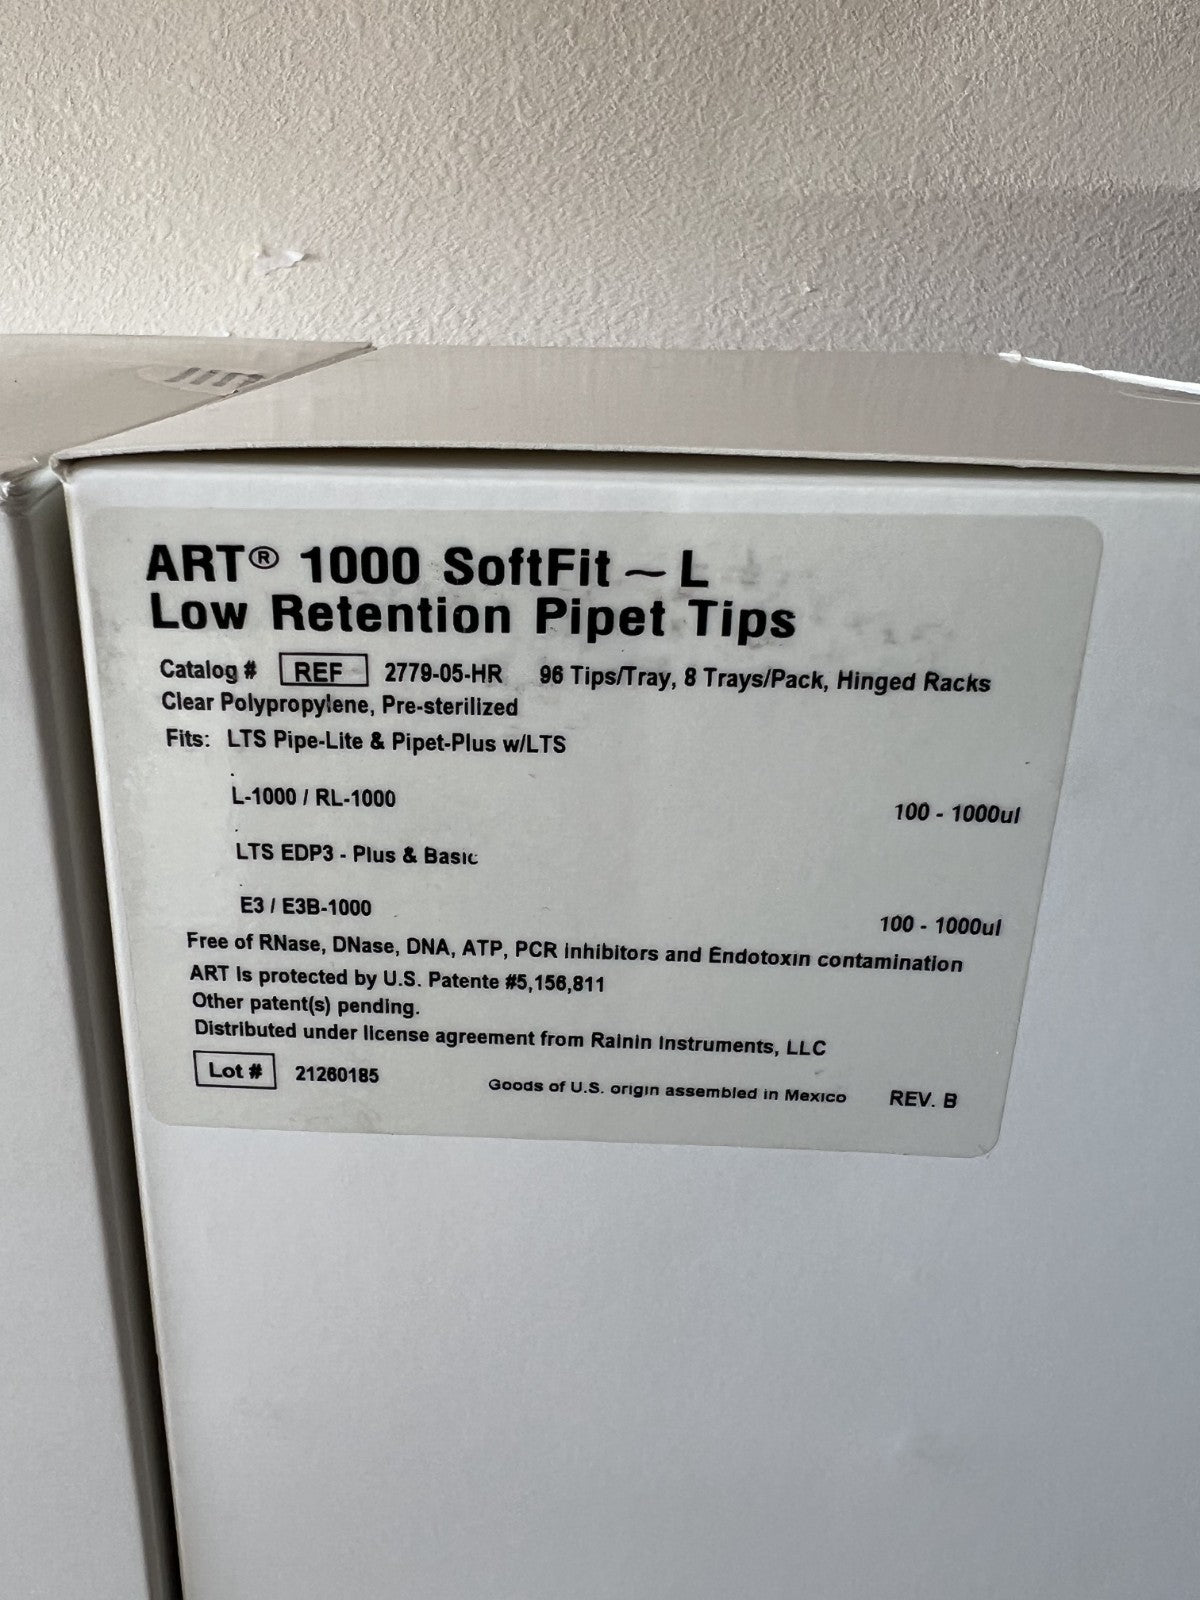 ART® 1000 SoftFit ~ L
Low Retention Pipet Tips
Catalog # REF 2779-05-HR 96 Tips/Tray, 8 Trays/Pack, Hinged Racks
Clear Polypropylene, Pre-sterilized
Fits: LTS Pipe-Lite & Pipet-Plus w/LTS
L-1000 / RL-1000 100 - 1000ul
LTS EDP3 - Plus & Basic
E3 / E3B-1000 100 - 1000ul
Free of RNase, DNase, DNA, ATP, PCR inhibitors and Endotoxin contamination
ART Is protected by U.S. Patente #5,156,811
Other patent(s) pending.
Distributed under license agreement from Rainin Instruments, LLC
Lot # 21260185 Goods of U.S. origin assembled in Mexico REV. B